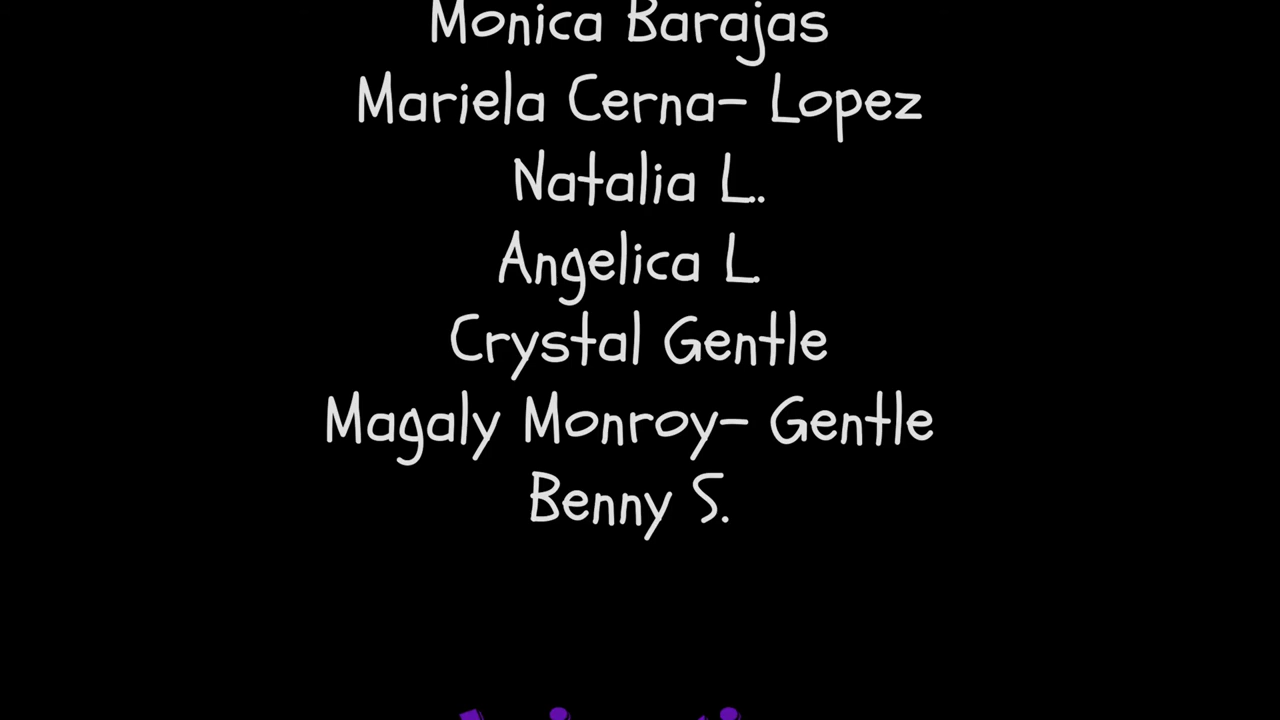 Monica Barajas
Mariela Cerna- Lopez
Natalia L..
Angelica L.
Crystal Gentle
Magaly Monroy- Gentle
Benny S.